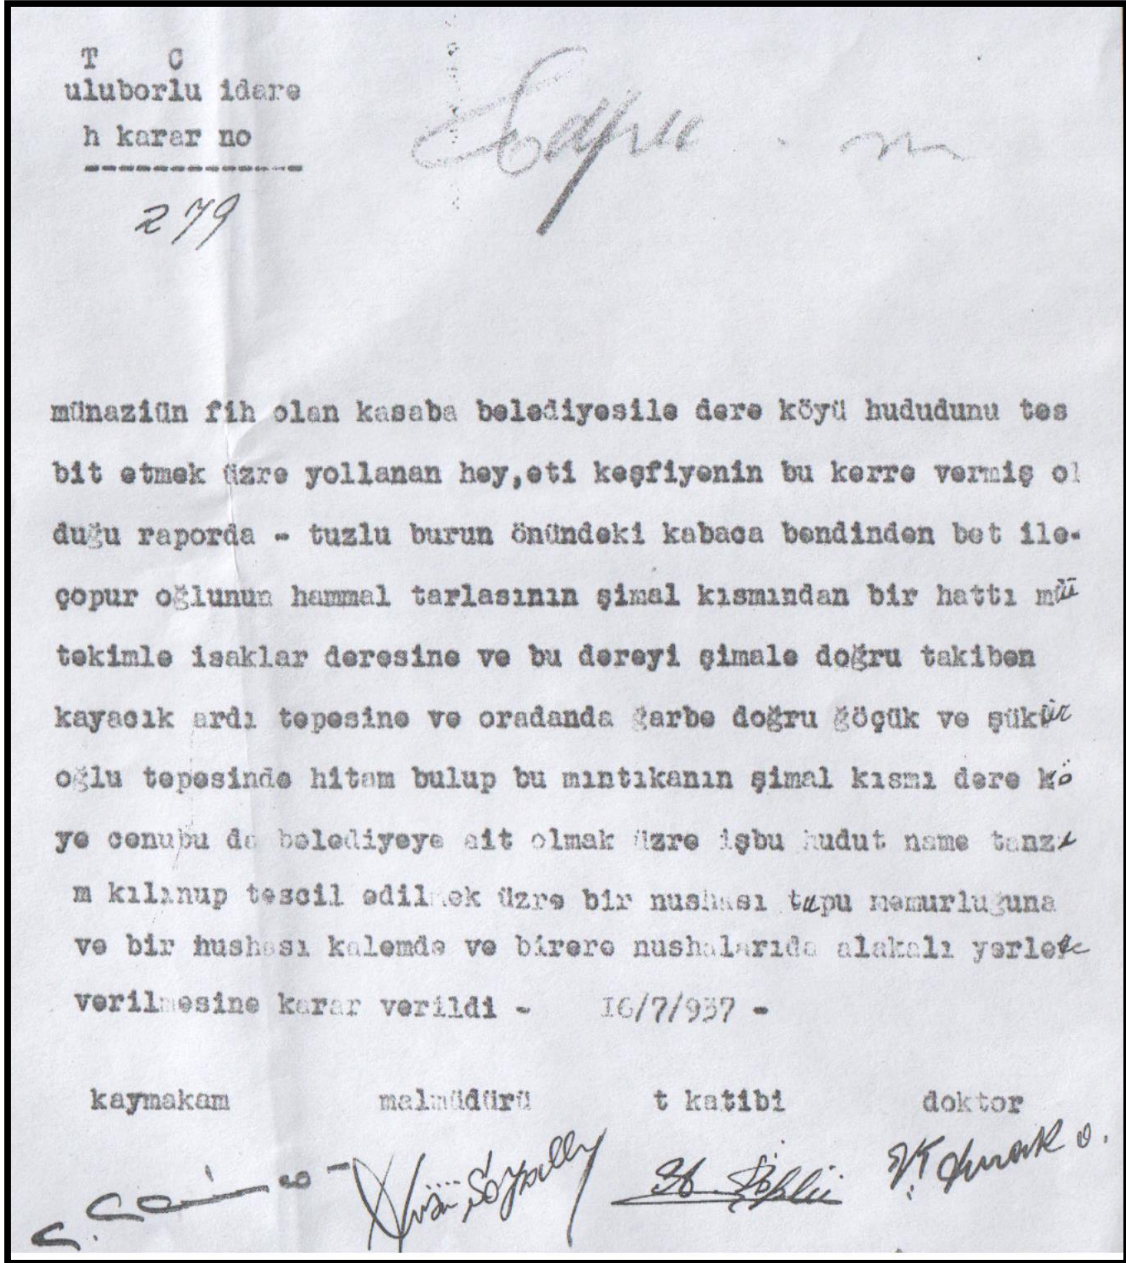 T C
uluborlu idare
h karar no
279
münaziün fih olan kasaba belediyesile dere köyü hududunu tes
bit etmek üzre yollanan hey,eti keşfiyenin bu kerre vermiş ol
duğu raporda - tuzlu burun önündeki kabaca bendinden bet ile-
çopur oğlunun hammal tarlasının şimal kısmından bir hattı mü
tekimle isaklar deresine ve bu dereyi şimale doğru takiben
kayacık ardı tepesine ve oradanda ğarbe doğru ğöçük ve şükür
oğlu tepesinde hitam bulup bu mıntıkanın şimal kısmı dere kö
ye cenubu da belediyeye ait olmak üzre işbu hudut name tanzı
m kılınup tescil edilmek üzre bir nushası tapu memurluğuna
ve bir hushası kalemde ve birere nushalarıda alakalı yerlere
verilmesine karar verildi - I6/7/937 -
kaymakam malmüdürü t katibi doktor